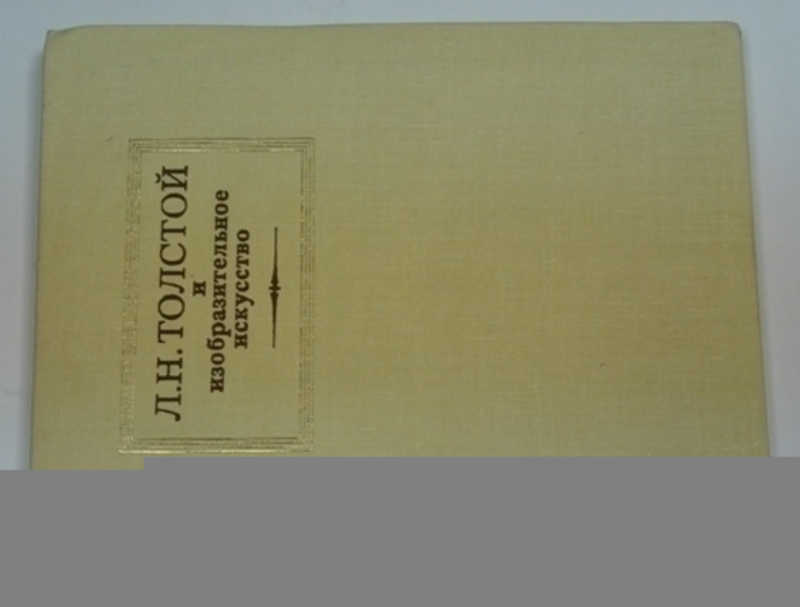 Л.Н. ТОЛСТОЙ
и
изобразительное
искусство